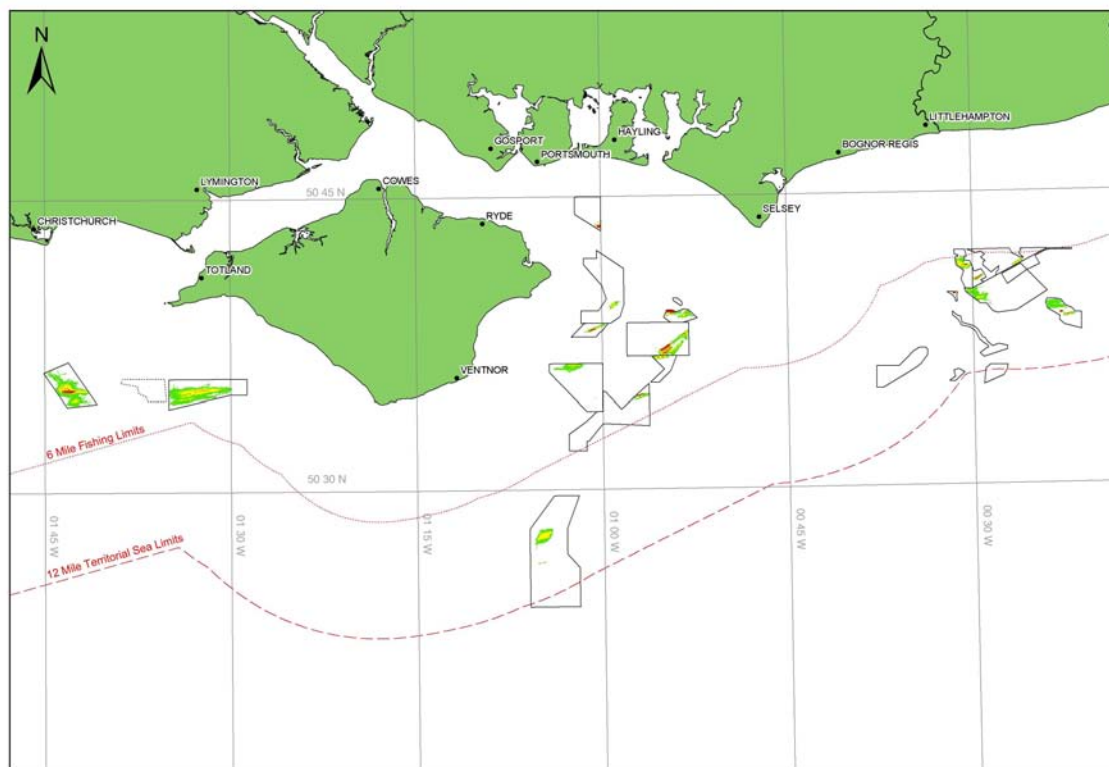 N
LITTLEHAMPTON
HAYLING
GOSPORT
BOGNOR REGIS
PORTSMOUTH
LYMINGTON
COWES
50 45 N
SELSEY
CHRISTCHURCH
RYDE
TOTLAND
VENTNOR
6 Mile Fishing Limits
50 30 N
01 45 W
01 30 W
01 15 W
01 00 W
00 45 W
00 30 W
12 Mile Territorial Sea Limits